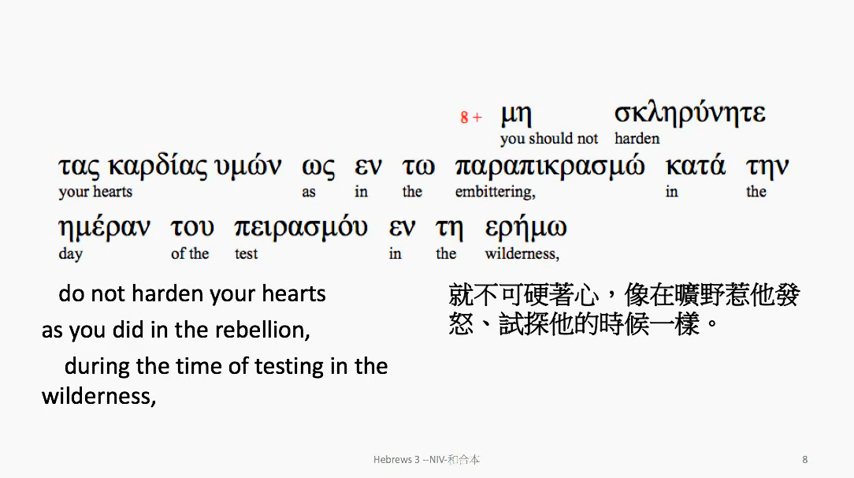 8 + μη σκληρύνητε
you should not harden
τας καρδίας υμών ως εν τω παραπικρασμώ κατά την
your hearts as in the embittering, in the
ημέραν του πειρασμόυ εν τη ερήμω
day of the test in the wilderness,
do not harden your hearts
as you did in the rebellion,
during the time of testing in the
wilderness,
就不可硬著心，像在曠野惹他發
怒、試探他的時候一樣。
Hebrews 3 --NIV-和合本
8